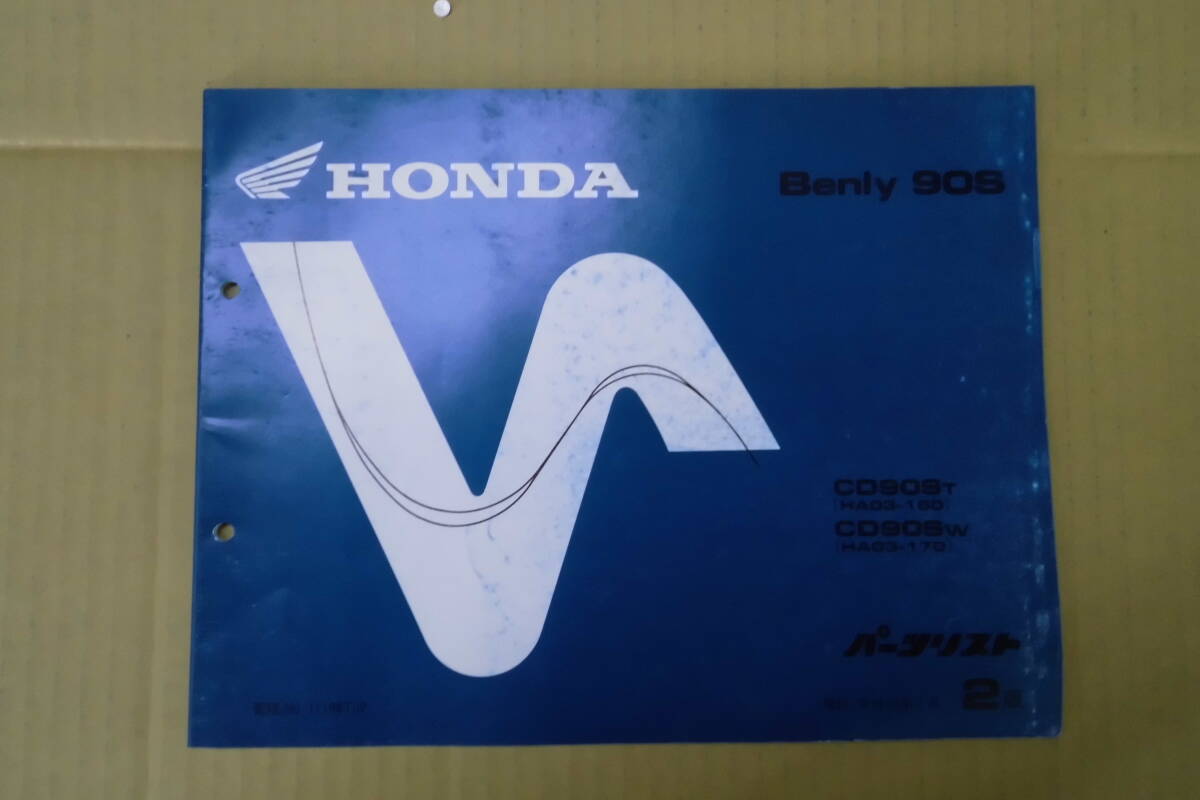 HONDA
Benly 90S
CD90ST
(HA03-160)
CD90SW
(HA03-170)
パーツリスト
2版